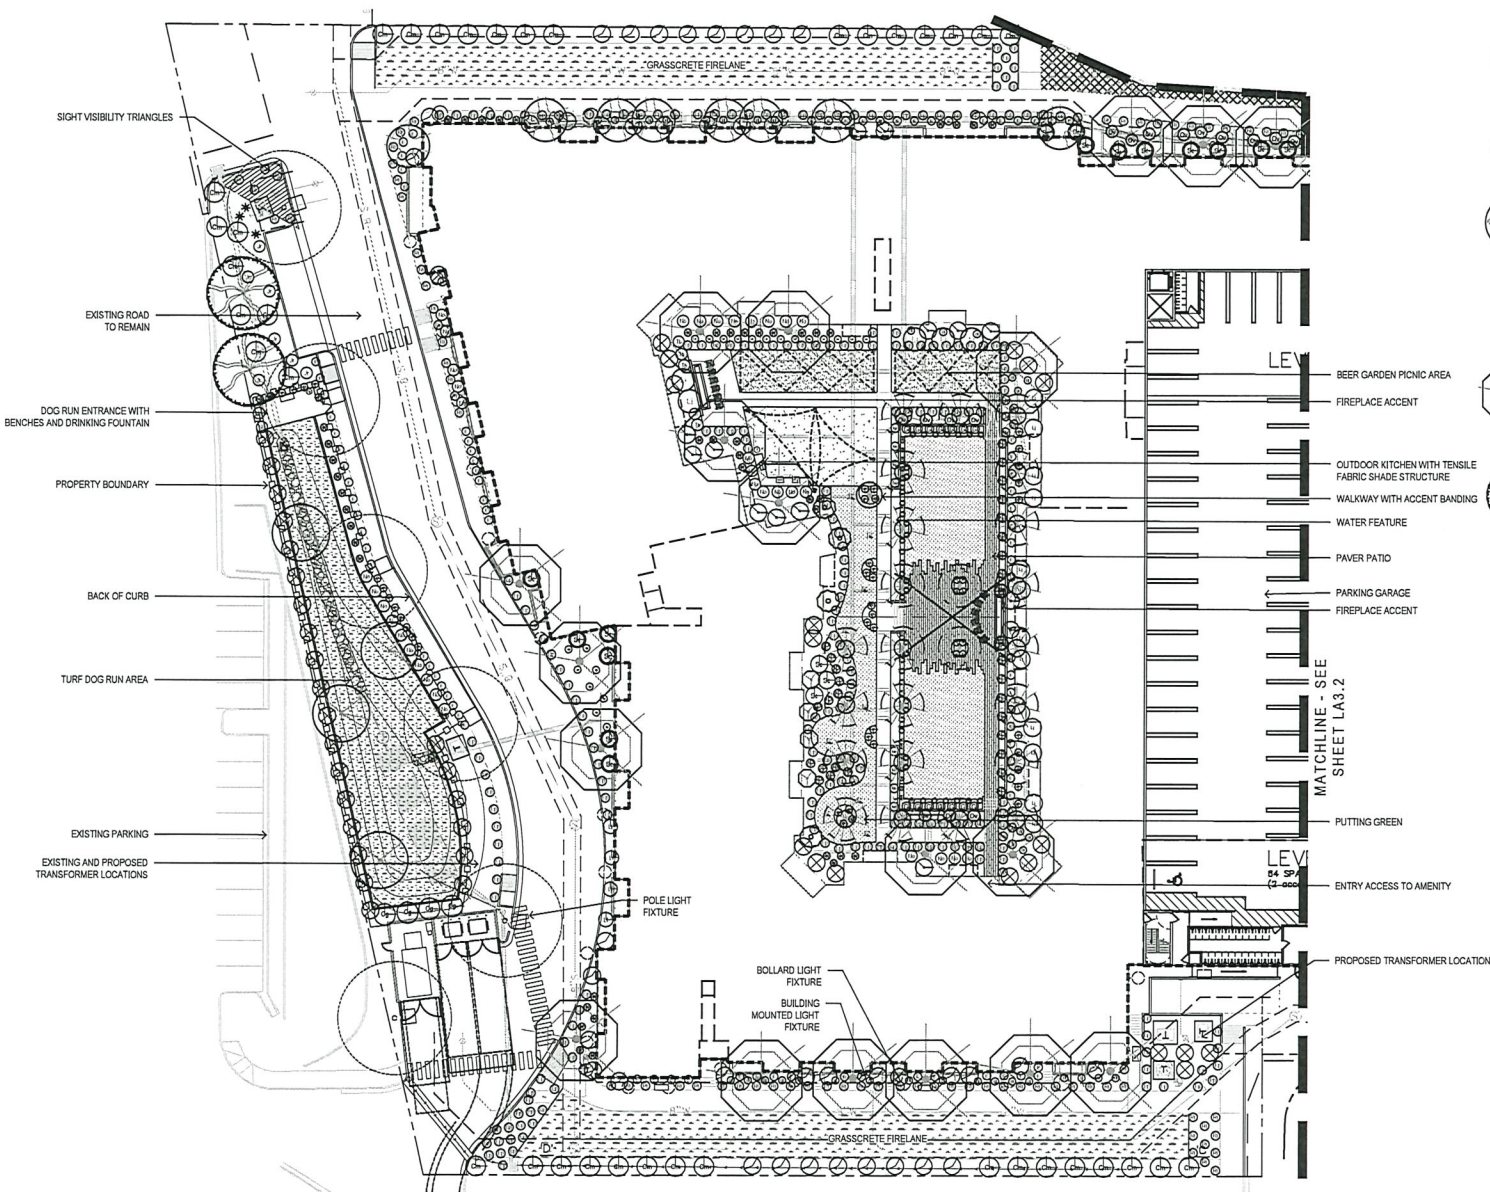 GRASSCRETE FIRELANE
SIGHT VISIBILITY TRIANGLES
EXISTING ROAD
TO REMAIN
DOG RUN ENTRANCE WITH
BENCHES AND DRINKING FOUNTAIN
PROPERTY BOUNDARY
BACK OF CURB
TURF DOG RUN AREA
EXISTING PARKING
EXISTING AND PROPOSED
TRANSFORMER LOCATIONS
POLE LIGHT
FIXTURE
BOLLARD LIGHT
FIXTURE
BUILDING
MOUNTED LIGHT
FIXTURE
GRASSCRETE FIRELANE
LEV
BEER GARDEN PICNIC AREA
FIREPLACE ACCENT
OUTDOOR KITCHEN WITH TENSILE
FABRIC SHADE STRUCTURE
WALKWAY WITH ACCENT BANDING
WATER FEATURE
PAVER PATIO
PARKING GARAGE
FIREPLACE ACCENT
MATCHLINE - SEE
SHEET LA3.2
PUTTING GREEN
LEV
84 SPA
ENTRY ACCESS TO AMENITY
PROPOSED TRANSFORMER LOCATION